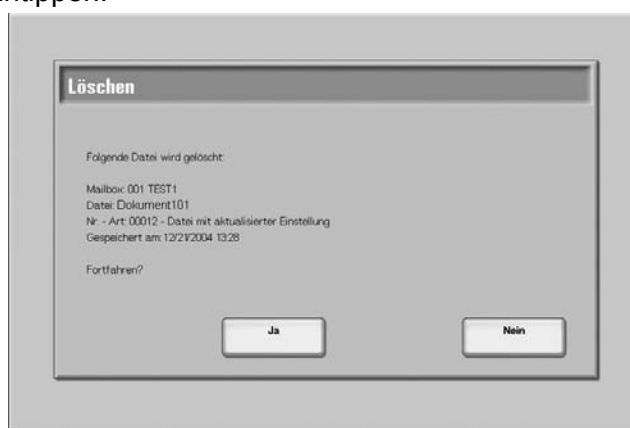 Löschen
Folgende Datei wird gelöscht:
Mailbox: 001 TEST1
Datei: Dokument101
Nr. - Art: 00012 - Datei mit aktualisierter Einstellung
Gespeichert am: 12/21/2004 13:28
Fortfahren?
Ja Nein